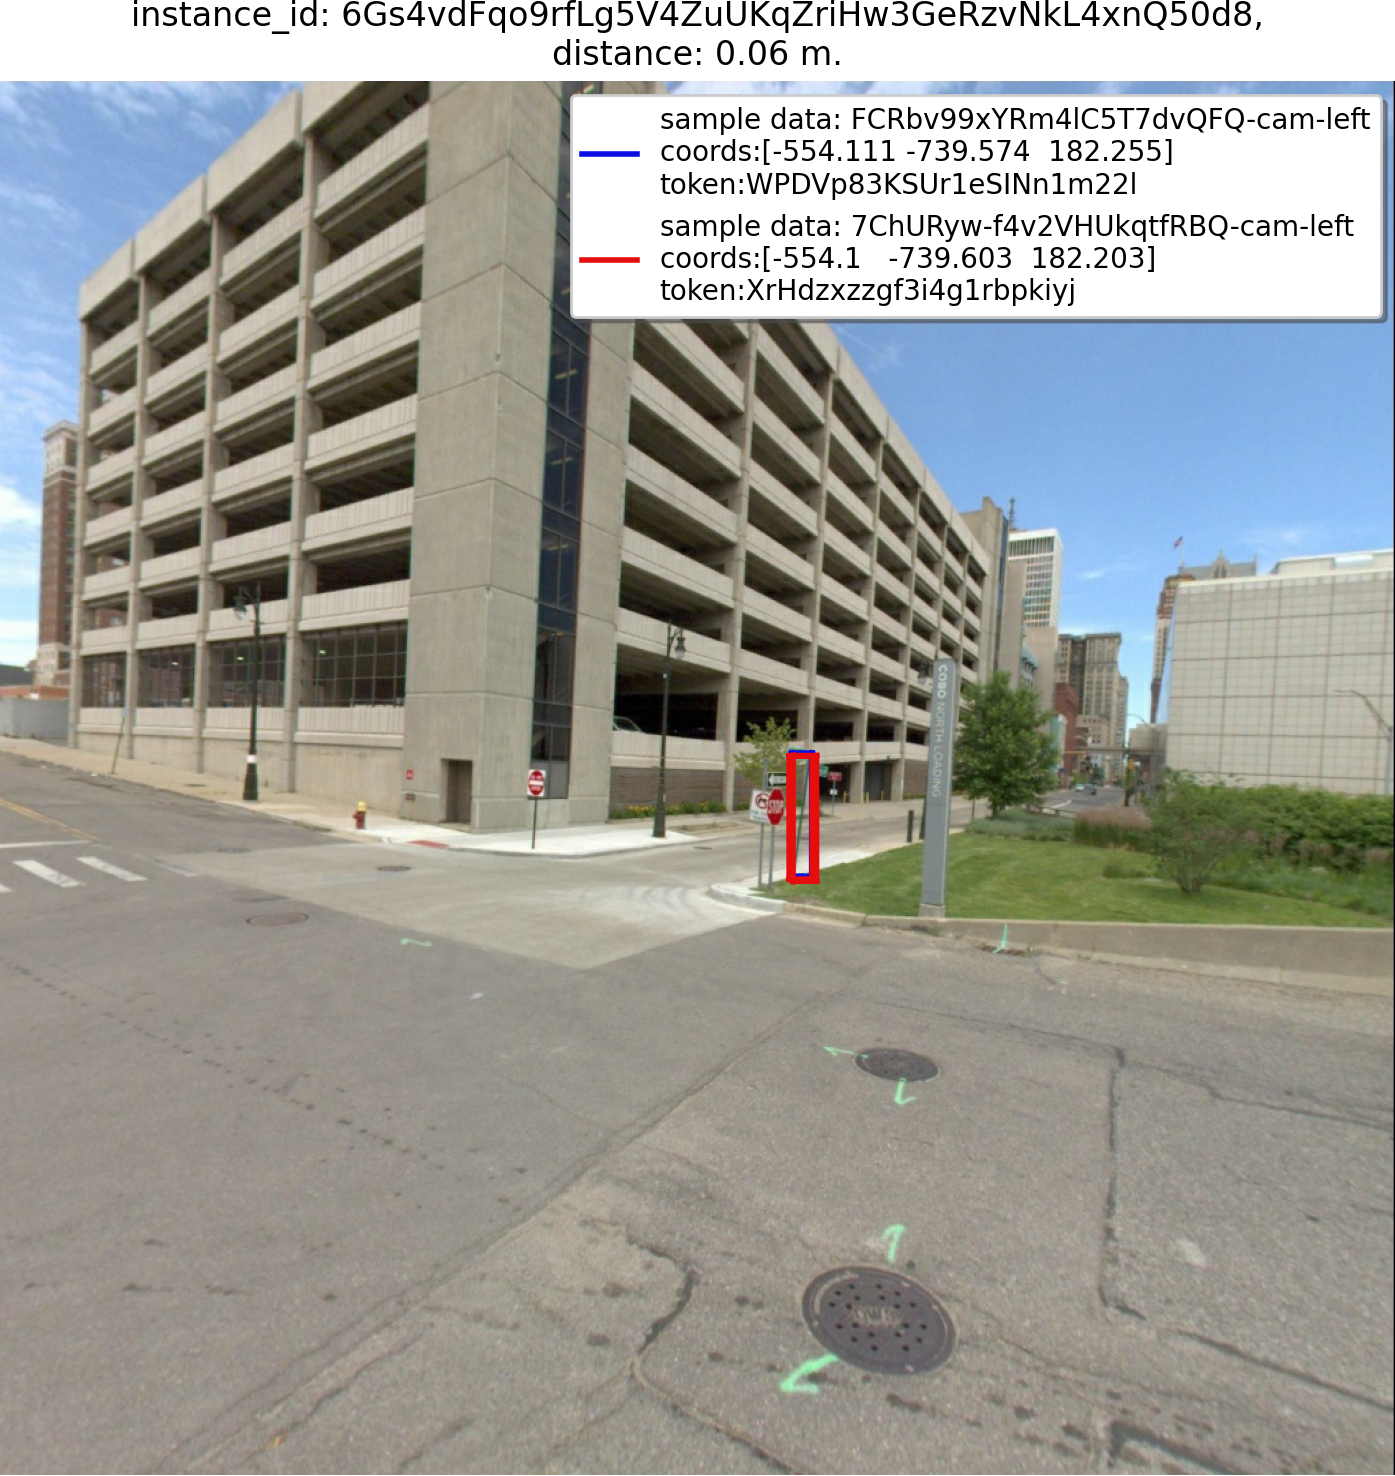 instance_id: 6Gs4vdFqo9rfLg5V4ZuUKqZriHw3GeRzvNkL4xnQ50d8,
distance: 0.06 m.
sample data: FCRbv99xYRm4lC5T7dvQFQ-cam-left
coords:[-554.111 -739.574  182.255]
token:WPDVp83KSUr1eSINn1m22l
sample data: 7ChURyw-f4v2VHUkqtfRBQ-cam-left
coords:[-554.1   -739.603  182.203]
token:XrHdzxzzgf3i4g1rbpkiyj
COBO NORTH LOADING
STOP